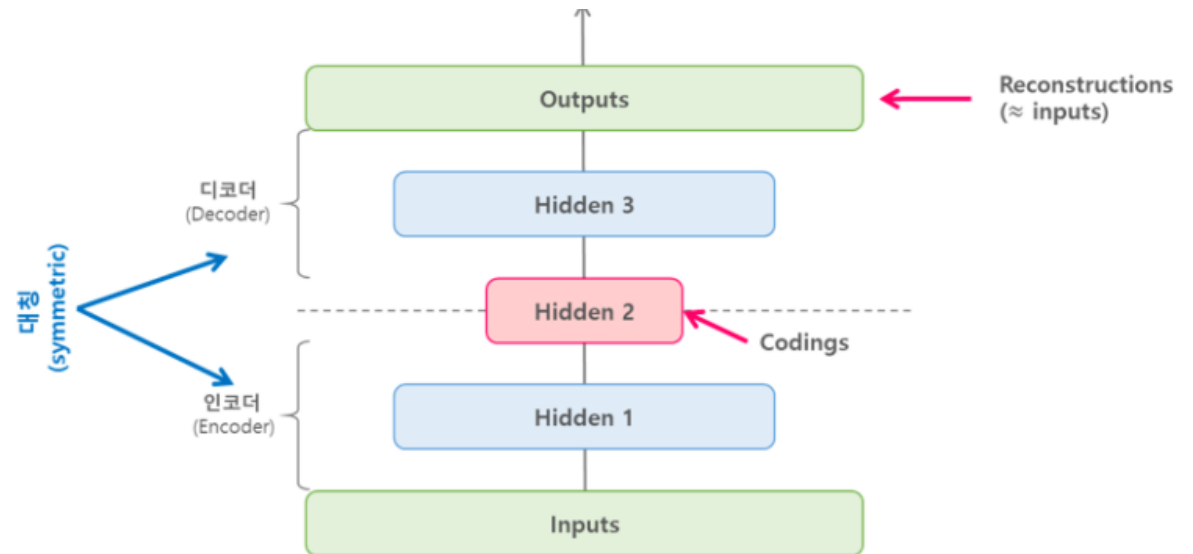 Outputs
Reconstructions
(≈ inputs)
디코더
(Decoder)
Hidden 3
대칭
(symmetric)
Hidden 2
Codings
인코더
(Encoder)
Hidden 1
Inputs